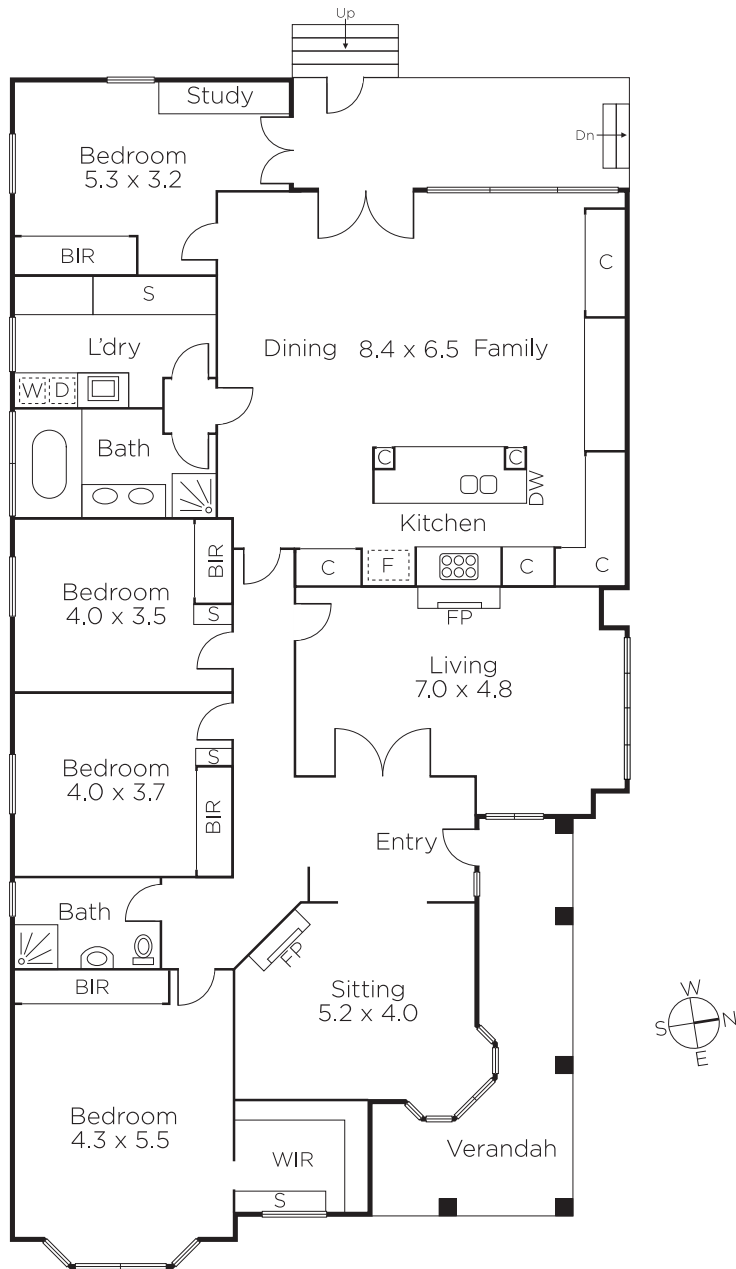 Up
Study
Dn
Bedroom
5.3 x 3.2
BIR
C
S
L'dry
Dining 8.4 x 6.5 Family
W D
Bath
C C
DW
Kitchen
BIR
C F C C
Bedroom
4.0 x 3.5
S
FP
Living
7.0 x 4.8
S
Bedroom
4.0 x 3.7
BIR
Entry
Bath
FP
BIR
Sitting
5.2 x 4.0
W
S N
E
Bedroom
4.3 x 5.5
WIR
Verandah
S